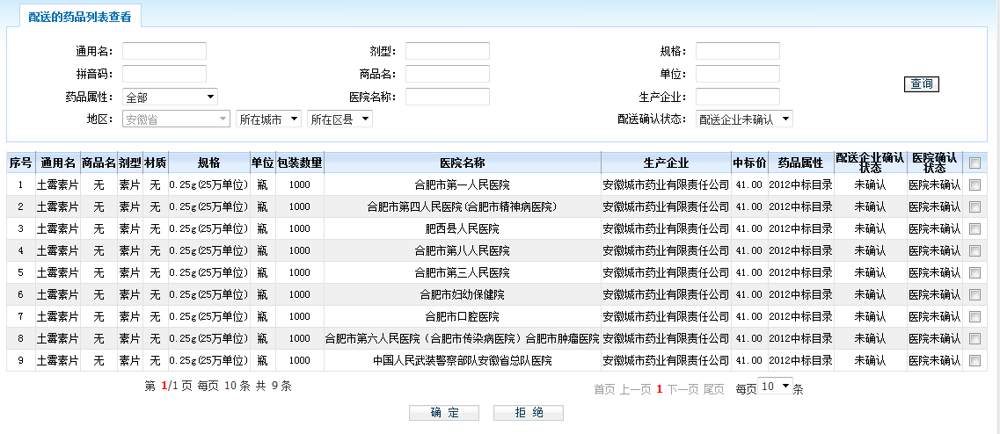 配送的药品列表查看
通用名： 剂型： 规格：
拼音码： 商品名： 单位：
查询
药品属性： 全部 医院名称： 生产企业：
地区： 安徽省 所在城市 所在区县 配送确认状态： 配送企业未确认
序号 通用名 商品名 剂型 材质 规格 单位 包装数量 医院名称 生产企业 中标价 药品属性 配送企业确认状态 医院确认状态
1 土霉素片 无 素片 无 0.25g(25万单位) 瓶 1000 合肥市第一人民医院 安徽城市药业有限责任公司 41.00 2012中标目录 未确认 医院未确认
2 土霉素片 无 素片 无 0.25g(25万单位) 瓶 1000 合肥市第四人民医院(合肥市精神病医院) 安徽城市药业有限责任公司 41.00 2012中标目录 未确认 医院未确认
3 土霉素片 无 素片 无 0.25g(25万单位) 瓶 1000 肥西县人民医院 安徽城市药业有限责任公司 41.00 2012中标目录 未确认 医院未确认
4 土霉素片 无 素片 无 0.25g(25万单位) 瓶 1000 合肥市第八人民医院 安徽城市药业有限责任公司 41.00 2012中标目录 未确认 医院未确认
5 土霉素片 无 素片 无 0.25g(25万单位) 瓶 1000 合肥市第三人民医院 安徽城市药业有限责任公司 41.00 2012中标目录 未确认 医院未确认
6 土霉素片 无 素片 无 0.25g(25万单位) 瓶 1000 合肥市妇幼保健院 安徽城市药业有限责任公司 41.00 2012中标目录 未确认 医院未确认
7 土霉素片 无 素片 无 0.25g(25万单位) 瓶 1000 合肥市口腔医院 安徽城市药业有限责任公司 41.00 2012中标目录 未确认 医院未确认
8 土霉素片 无 素片 无 0.25g(25万单位) 瓶 1000 合肥市第六人民医院（合肥市传染病医院）合肥市肿瘤医院 安徽城市药业有限责任公司 41.00 2012中标目录 未确认 医院未确认
9 土霉素片 无 素片 无 0.25g(25万单位) 瓶 1000 中国人民武装警察部队安徽省总队医院 安徽城市药业有限责任公司 41.00 2012中标目录 未确认 医院未确认
第 1/1 页 每页 10 条 共 9 条 首页 上一页 1 下一页 尾页 每页 10 条
确 定 拒 绝